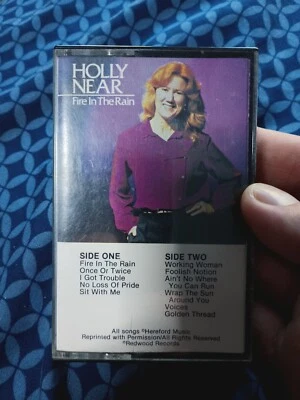 HOLLY
NEAR
Fire In The Rain
SIDE ONE
Fire In The Rain
Once Or Twice
I Got Trouble
No Loss Of Pride
Sit With Me
SIDE TWO
Working Woman
Foolish Notion
Ain't No Where
You Can Run
Wrap The Sun
Around You
Voices
Golden Thread
All songs ©Hereford Music
Reprinted with Permission/All Rights Reserved
℗Redwood Records